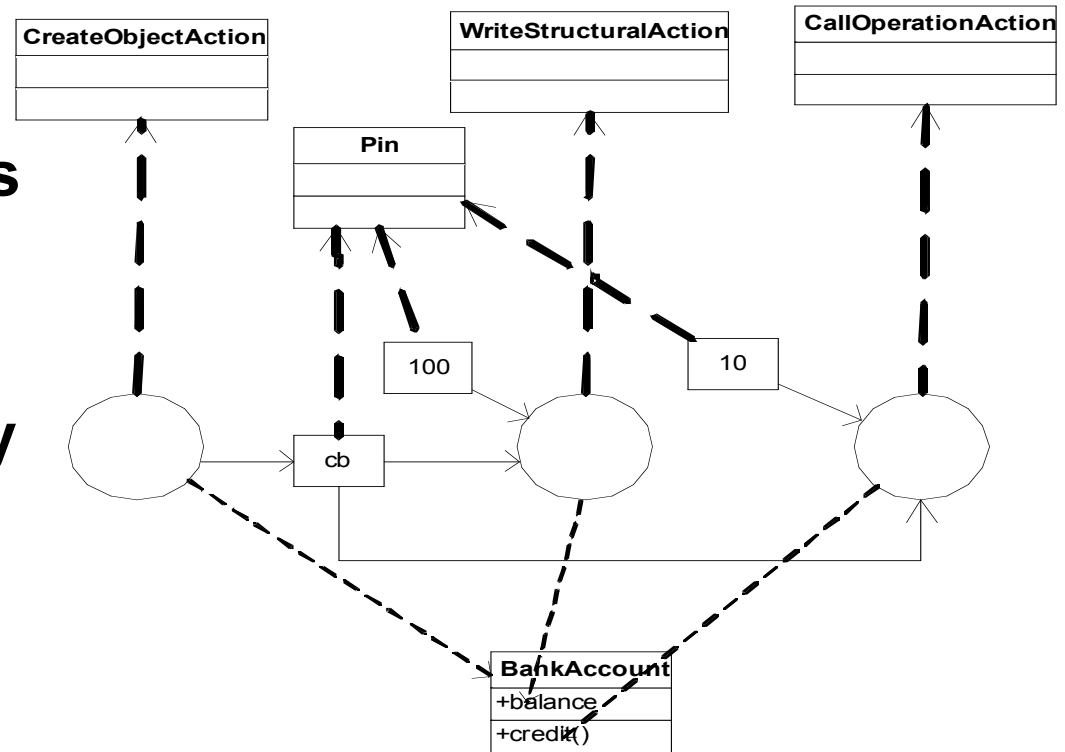 CreateObjectAction
WriteStructuralAction
CallOperationAction
Pin
s
100
10
y
cb
BankAccount
+balance
+credit()